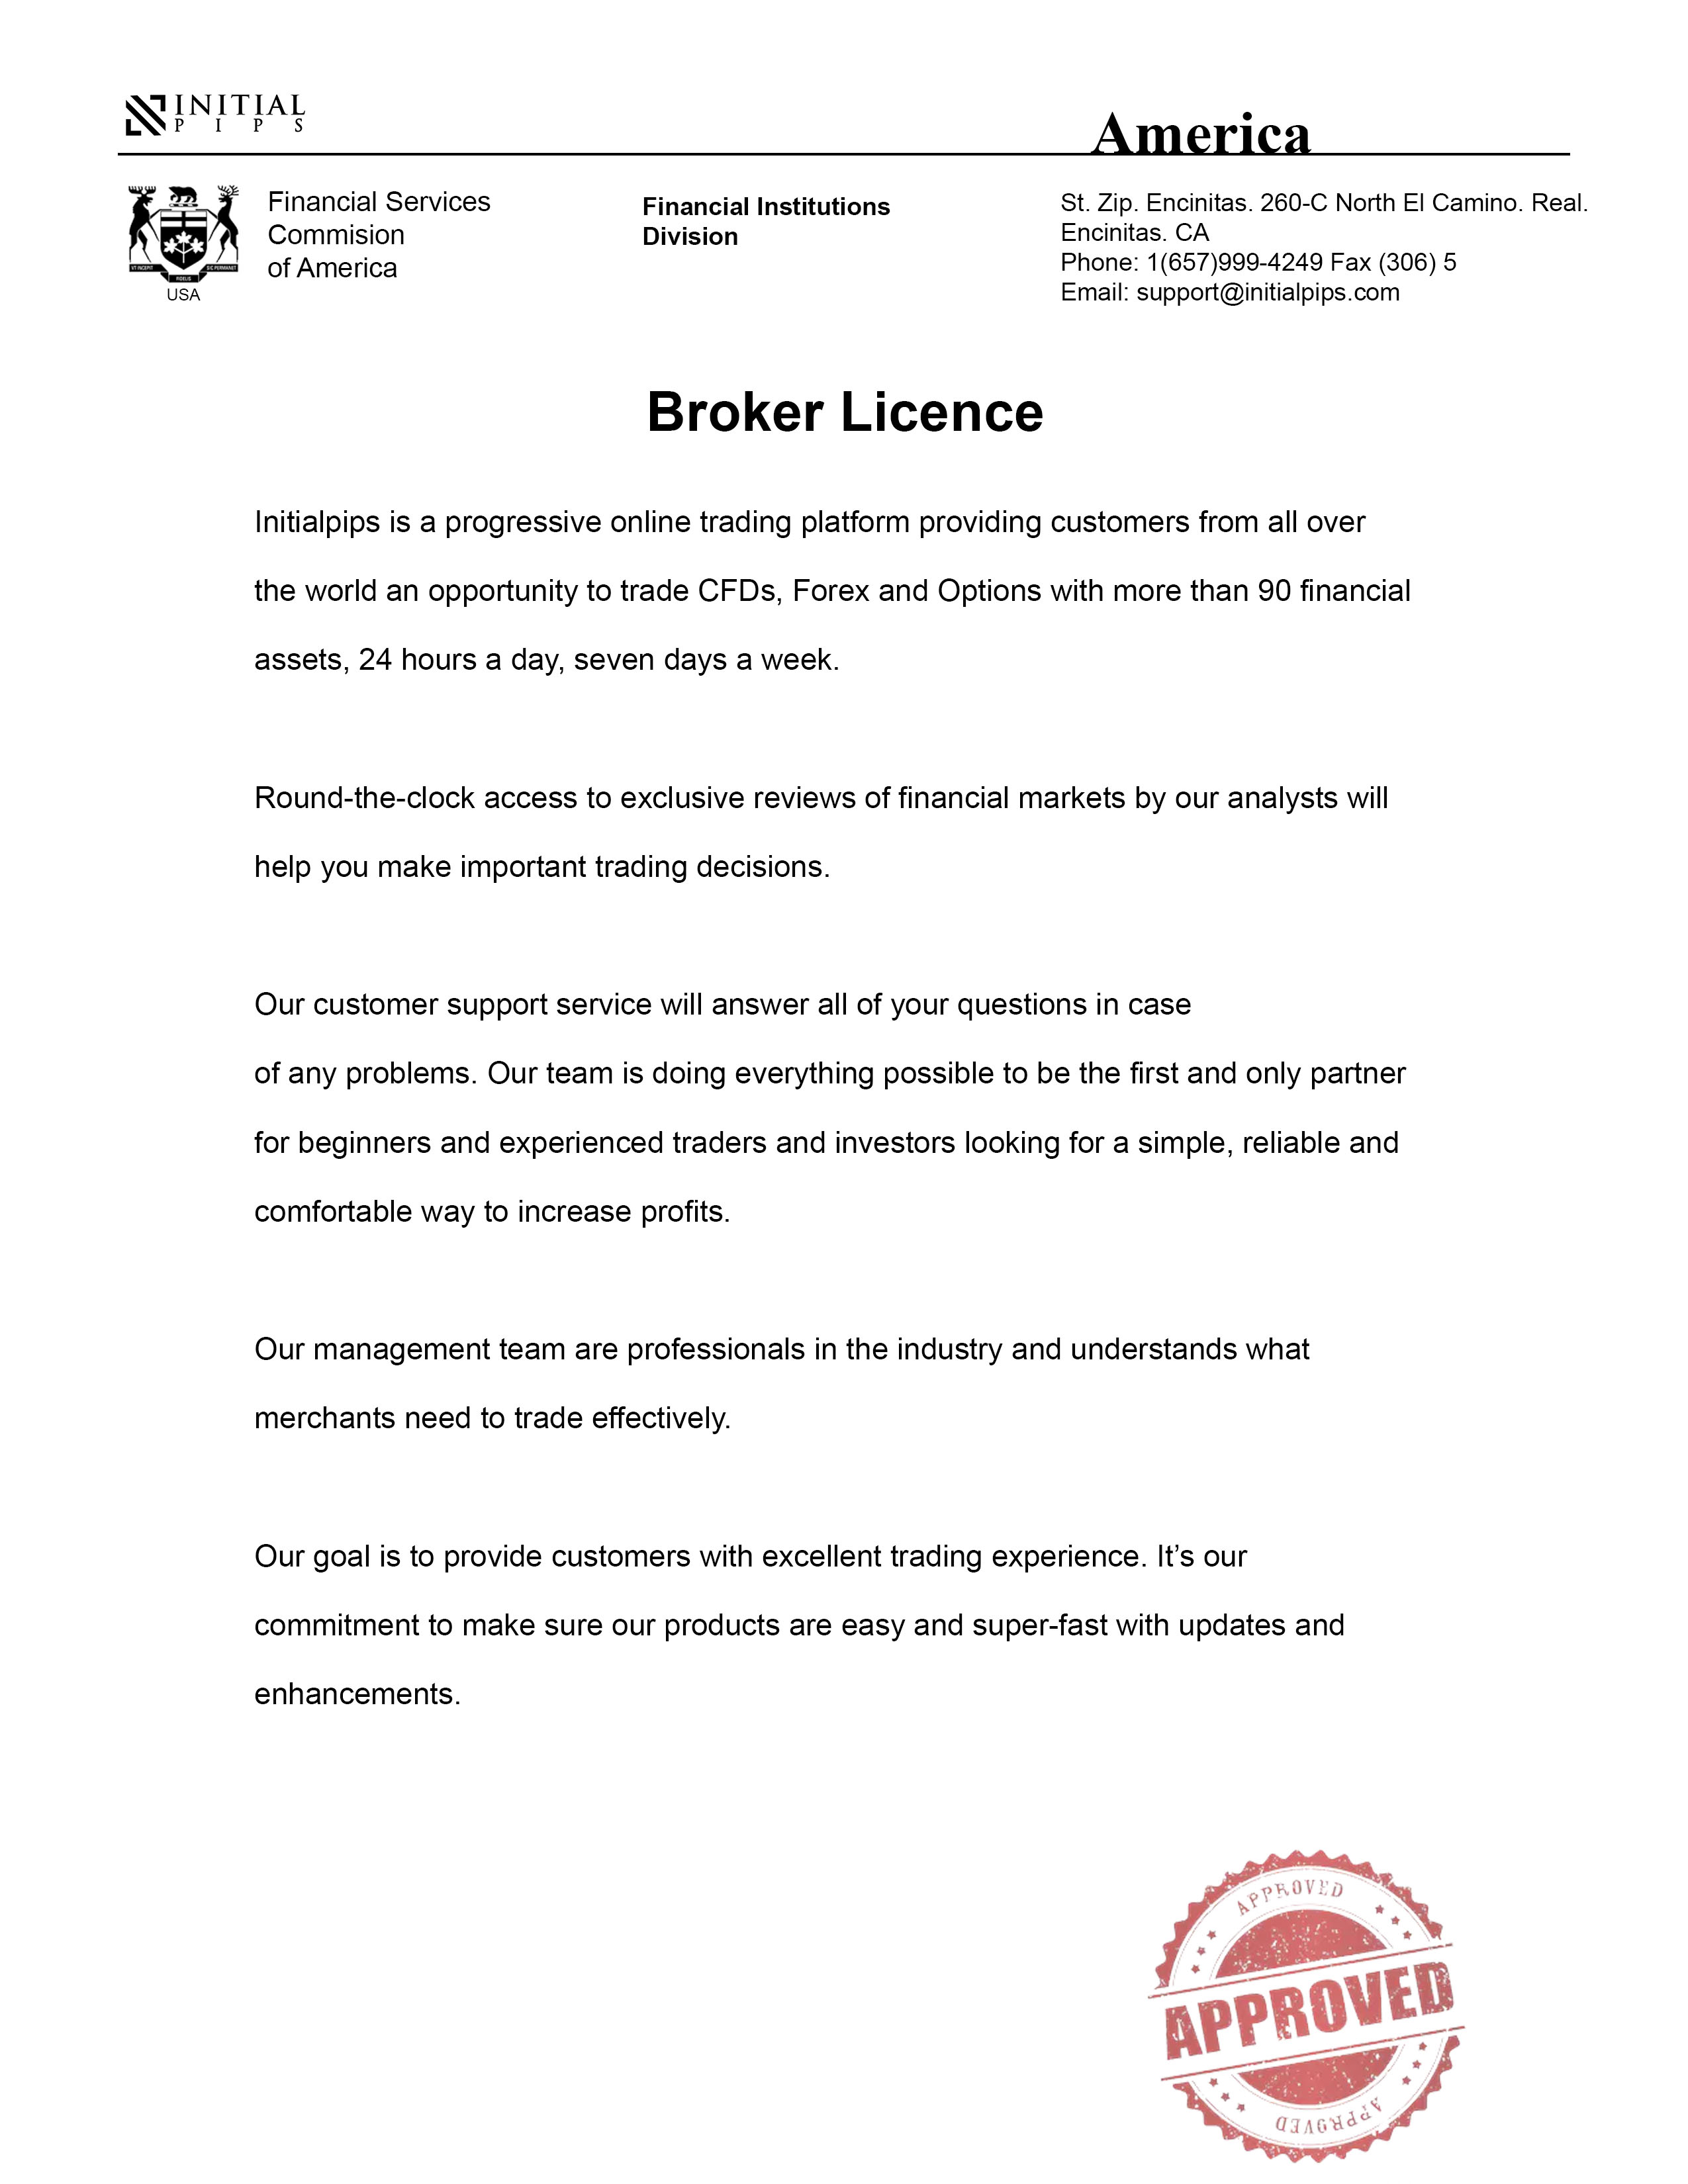 INITIAL
PIPS
America
Financial Services
Commision
of America
USA
VT INCEPIT
FIDELIS
SIC PERMANET
Financial Institutions
Division
St. Zip. Encinitas. 260-C North El Camino. Real.
Encinitas. CA
Phone: 1(657)999-4249 Fax (306) 5
Email: support@initialpips.com
Broker Licence
Initialpips is a progressive online trading platform providing customers from all over
the world an opportunity to trade CFDs, Forex and Options with more than 90 financial
assets, 24 hours a day, seven days a week.
Round-the-clock access to exclusive reviews of financial markets by our analysts will
help you make important trading decisions.
Our customer support service will answer all of your questions in case
of any problems. Our team is doing everything possible to be the first and only partner
for beginners and experienced traders and investors looking for a simple, reliable and
comfortable way to increase profits.
Our management team are professionals in the industry and understands what
merchants need to trade effectively.
Our goal is to provide customers with excellent trading experience. It’s our
commitment to make sure our products are easy and super-fast with updates and
enhancements.
APPROVED
APPROVED
APPROVED